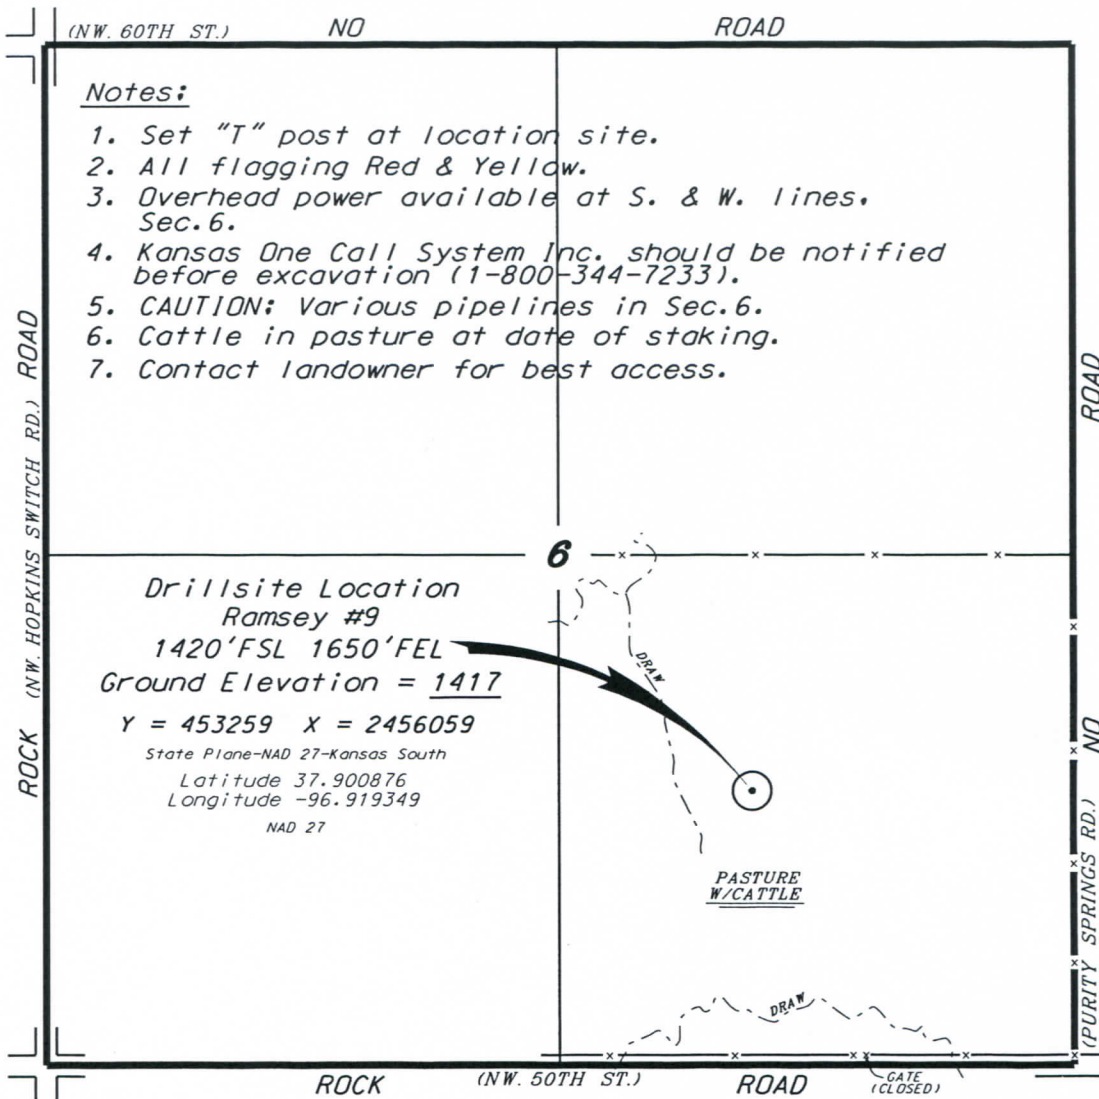 (NW. 60TH ST.) NO ROAD
Notes:
1. Set "T" post at location site.
2. All flagging Red & Yellow.
3. Overhead power available at S. & W. lines,
Sec.6.
4. Kansas One Call System Inc. should be notified
before excavation (1-800-344-7233).
5. CAUTION: Various pipelines in Sec.6.
6. Cattle in pasture at date of staking.
7. Contact landowner for best access.
ROCK (NW. HOPKINS SWITCH RD.) ROAD
6
Drillsite Location
Ramsey #9
1420'FSL 1650'FEL
Ground Elevation = 1417
Y = 453259 X = 2456059
State Plane-NAD 27-Kansas South
Latitude 37.900876
Longitude -96.919349
NAD 27
DRAW
PASTURE
W/CATTLE
DRAW
(PURITY SPRINGS RD.) NO ROAD
ROCK (NW. 50TH ST.) ROAD
GATE
(CLOSED)